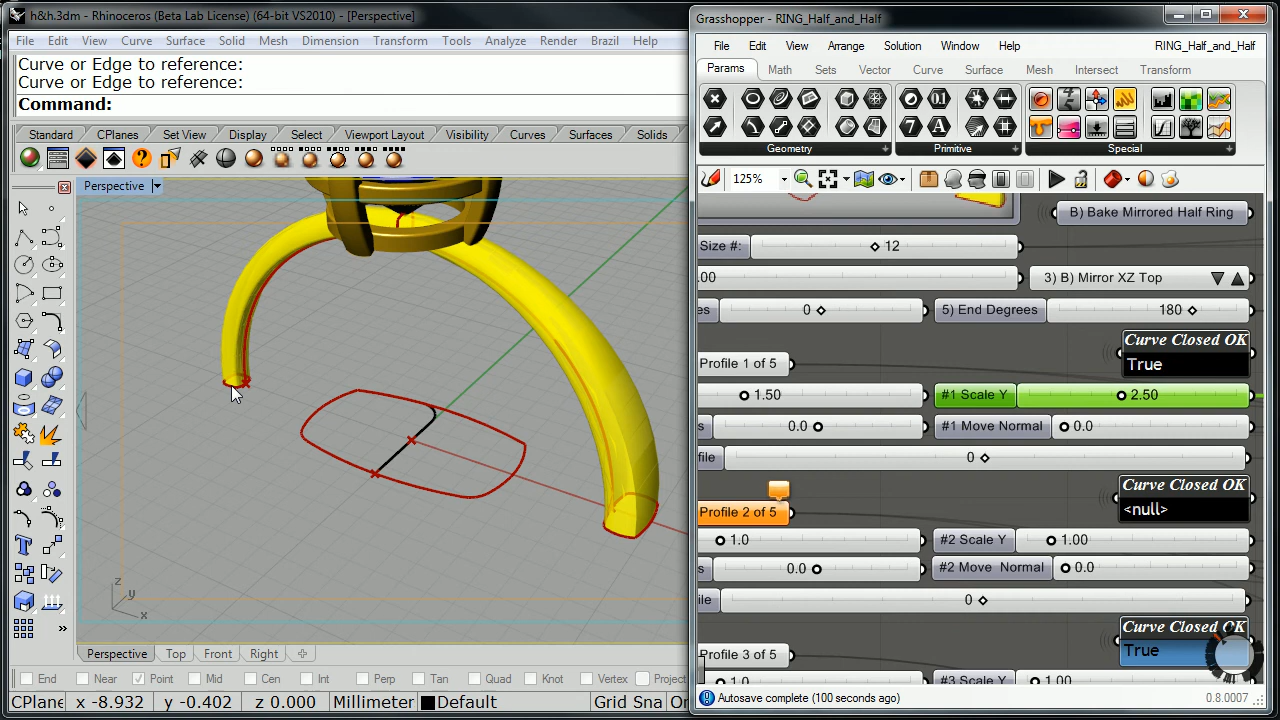 h&h.3dm - Rhinoceros (Beta Lab License) (64-bit VS2010) - [Perspective]
File Edit View Curve Surface Solid Mesh Dimension Transform Tools Analyze Render Brazil Help
Curve or Edge to reference:
Curve or Edge to reference:
Command:
Standard CPlanes Set View Display Select Viewport Layout Visibility Curves Surfaces Solids
Perspective
z
y
x
Perspective Top Front Right
End Near Point Mid Cen Int Perp Tan Quad Knot Vertex Project
CPlane x -8.932 y -0.402 z 0.000 Millimeter Default Grid Sna
Grasshopper - RING_Half_and_Half
File Edit View Arrange Solution Window Help RING_Half_and_Half
Params Math Sets Vector Curve Surface Mesh Intersect Transform
Geometry Primitive Special
125%
B) Bake Mirrored Half Ring
Size #: 12
.00 3) B) Mirror XZ Top
es 0 5) End Degrees 180
Curve Closed OK
Profile 1 of 5 True
1.50 #1 Scale Y 2.50
s 0.0 #1 Move Normal 0.0
file 0
Curve Closed OK
Profile 2 of 5 <null>
1.0 #2 Scale Y 1.00
s 0.0 #2 Move Normal 0.0
ile 0
Curve Closed OK
Profile 3 of 5 True
1.0 #3 Scale Y 1.00
Autosave complete (100 seconds ago) 0.8.0007